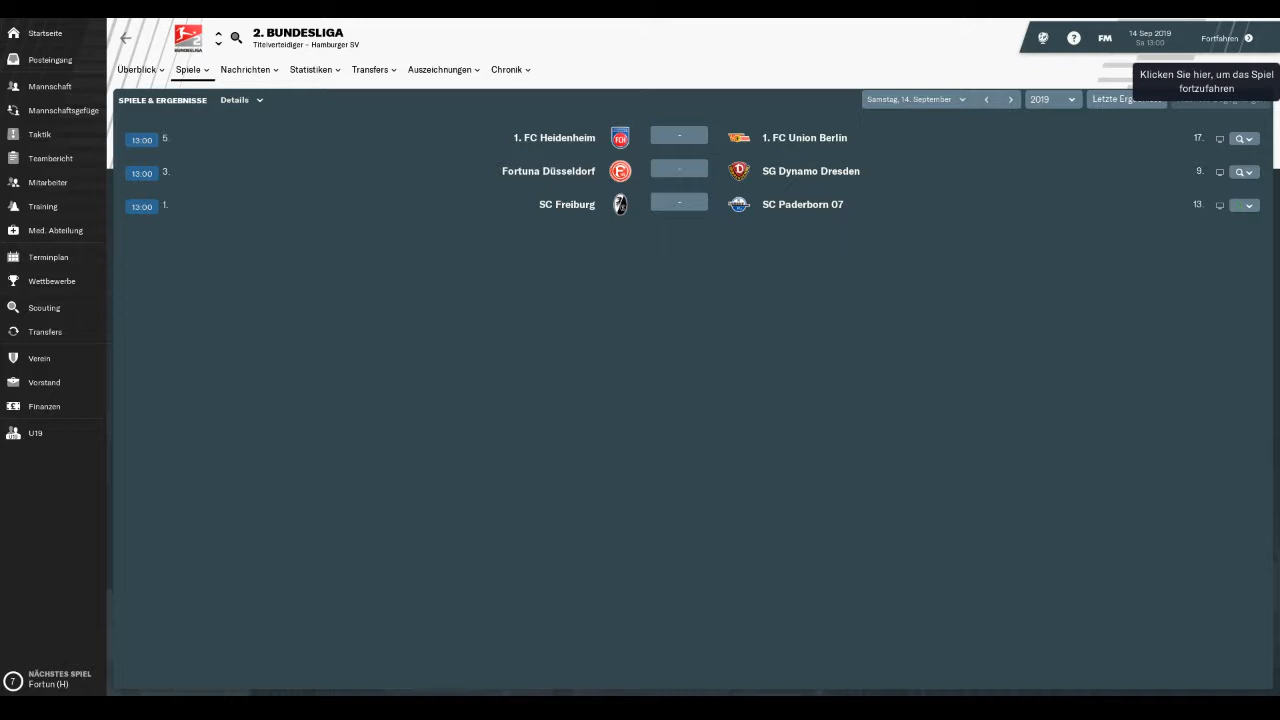 Startseite
Posteingang
Mannschaft
Mannschaftsgefüge
Taktik
Teambericht
Mitarbeiter
Training
Med. Abteilung
Terminplan
Wettbewerbe
Scouting
Transfers
Verein
Vorstand
Finanzen
U19
NÄCHSTES SPIEL
7 Fortun (H)
2. BUNDESLIGA
Titelverteidiger – Hamburger SV
? FM 14 Sep 2019
Sa 13:00
Fortfahren
Überblick Spiele Nachrichten Statistiken Transfers Auszeichnungen Chronik
Klicken Sie hier, um das Spiel
fortzufahren
SPIELE & ERGEBNISSE Details Samstag, 14. September 2019
13:00 5. 1. FC Heidenheim - 1. FC Union Berlin 17.
13:00 3. Fortuna Düsseldorf - SG Dynamo Dresden 9.
13:00 1. SC Freiburg - SC Paderborn 07 13.